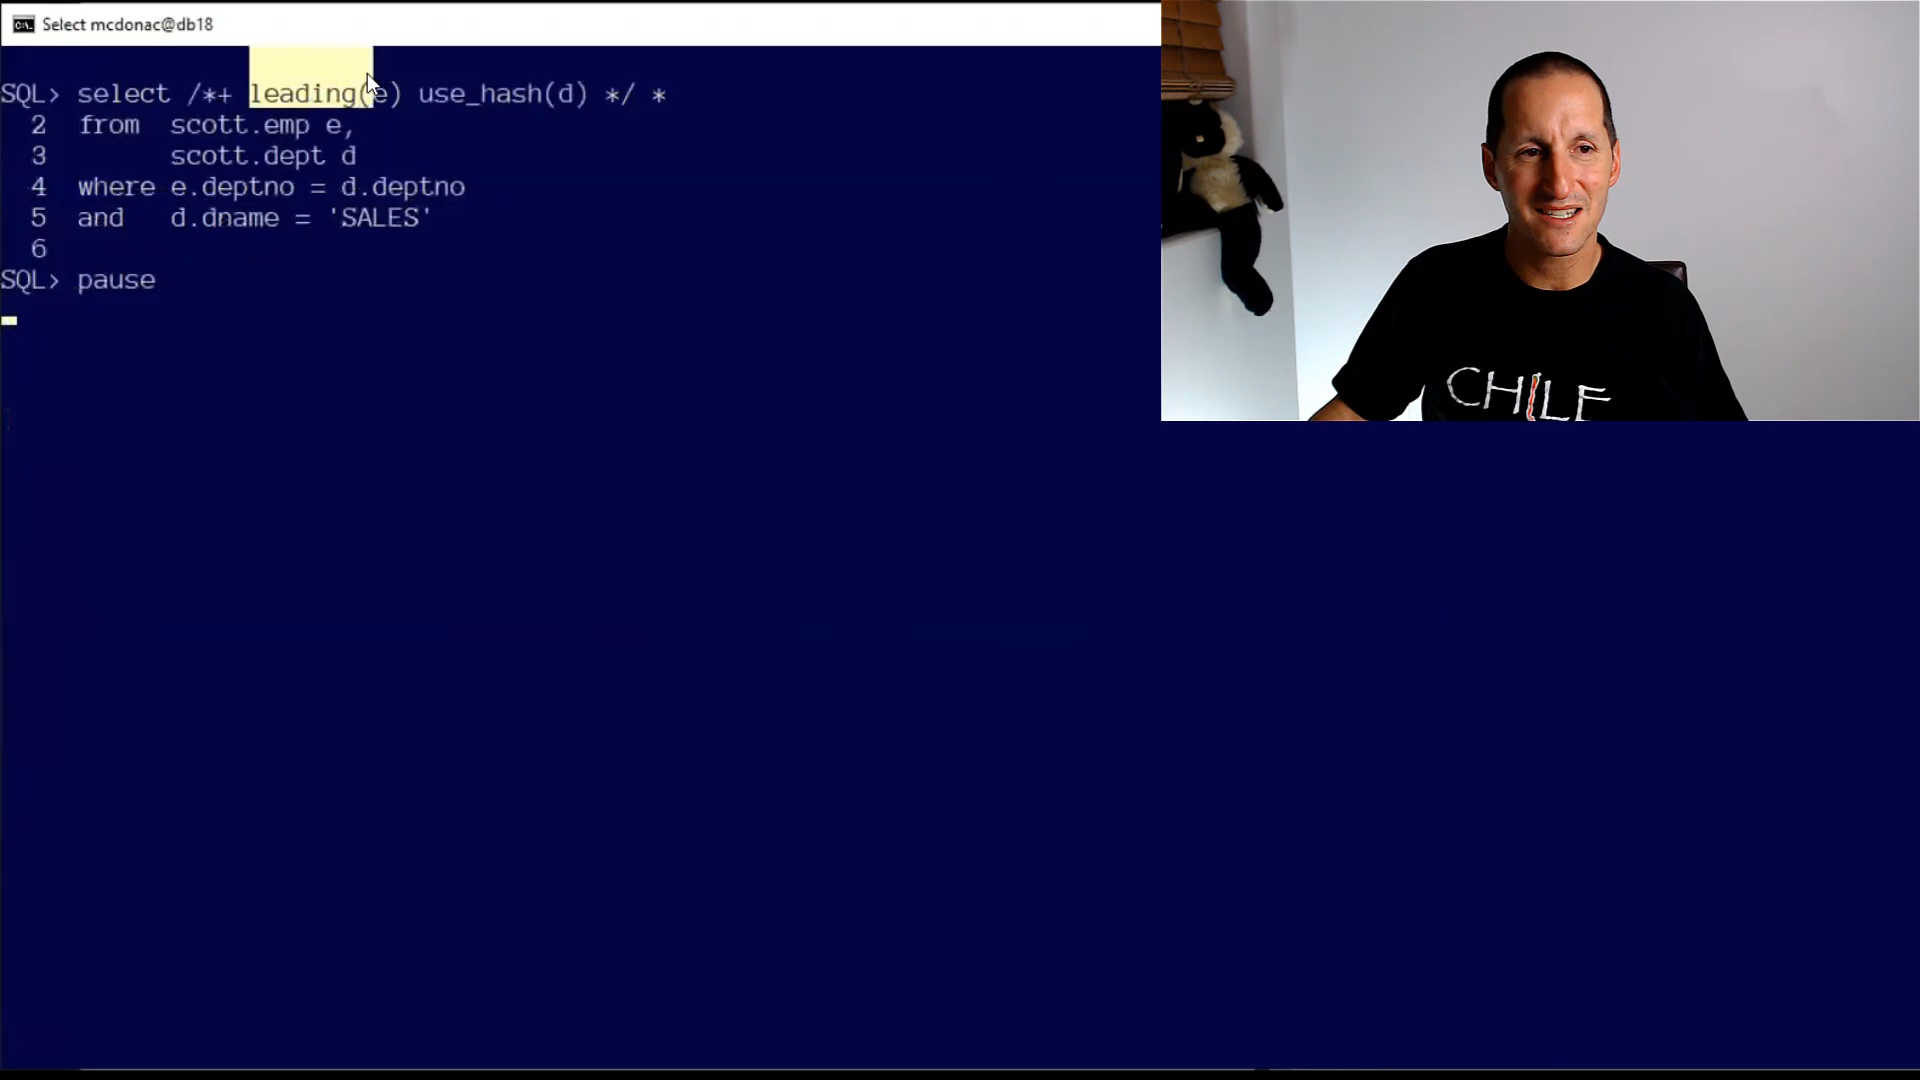 Select mcdonac@db18
SQL> select /*+ leading(e) use_hash(d) */ *
2 from scott.emp e,
3 scott.dept d
4 where e.deptno = d.deptno
5 and d.dname = 'SALES'
6
SQL> pause
CHILE